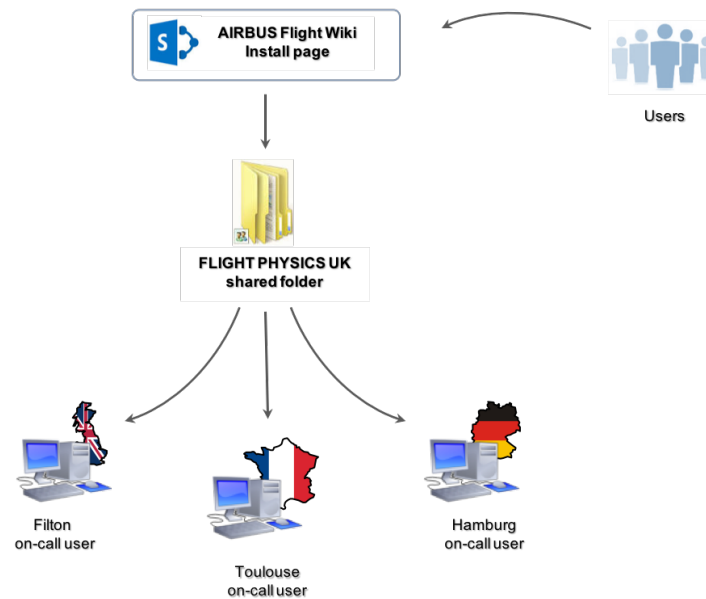 AIRBUS Flight Wiki
Install page
Users
FLIGHT PHYSICS UK
shared folder
Filton
on-call user
Toulouse
on-call user
Hamburg
on-call user